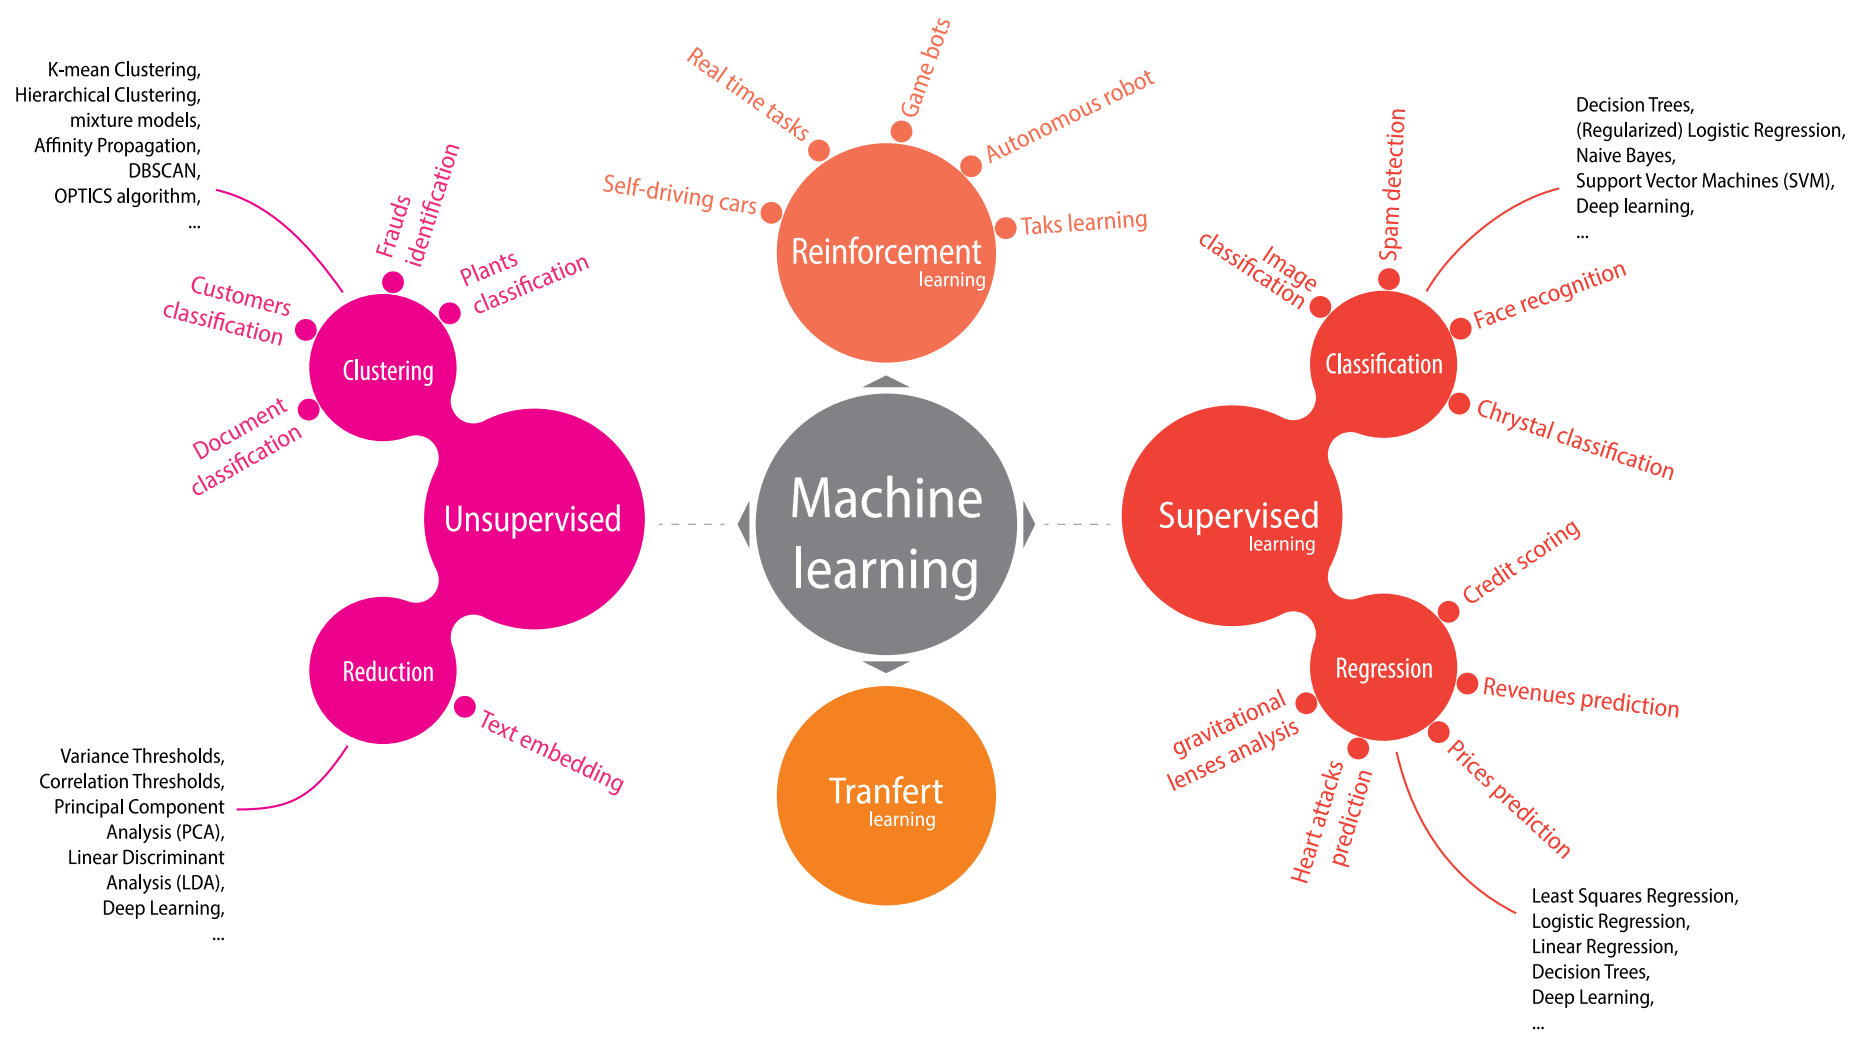 K-mean Clustering,
Hierarchical Clustering,
mixture models,
Affinity Propagation,
DBSCAN,
OPTICS algorithm,
...
Frauds
identification
Plants
classification
Customers
classification
Document
classification
Clustering
Unsupervised
Reduction
Text embedding
Variance Thresholds,
Correlation Thresholds,
Principal Component
Analysis (PCA),
Linear Discriminant
Analysis (LDA),
Deep Learning,
...
Self-driving cars
Real time tasks
Game bots
Autonomous robot
Taks learning
Reinforcement
learning
Machine
learning
Tranfert
learning
Decision Trees,
(Regularized) Logistic Regression,
Naive Bayes,
Support Vector Machines (SVM),
Deep learning,
...
Image
classification
Spam detection
Face recognition
Chrystal classification
Classification
Supervised
learning
Regression
Credit scoring
Revenues prediction
Prices prediction
Heart attacks
prediction
gravitational
lenses analysis
Least Squares Regression,
Logistic Regression,
Linear Regression,
Decision Trees,
Deep Learning,
...